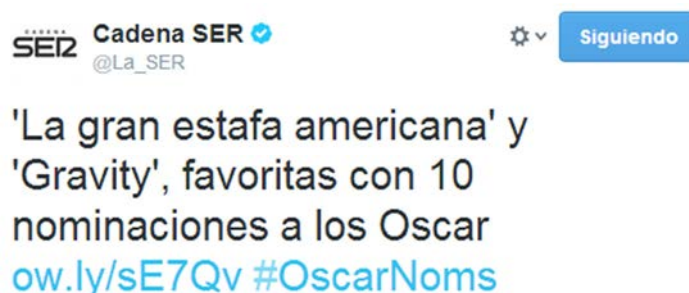 CADENA
SER
Cadena SER
@La_SER
Siguiendo
'La gran estafa americana' y
'Gravity', favoritas con 10
nominaciones a los Oscar
ow.ly/sE7Qv #OscarNoms